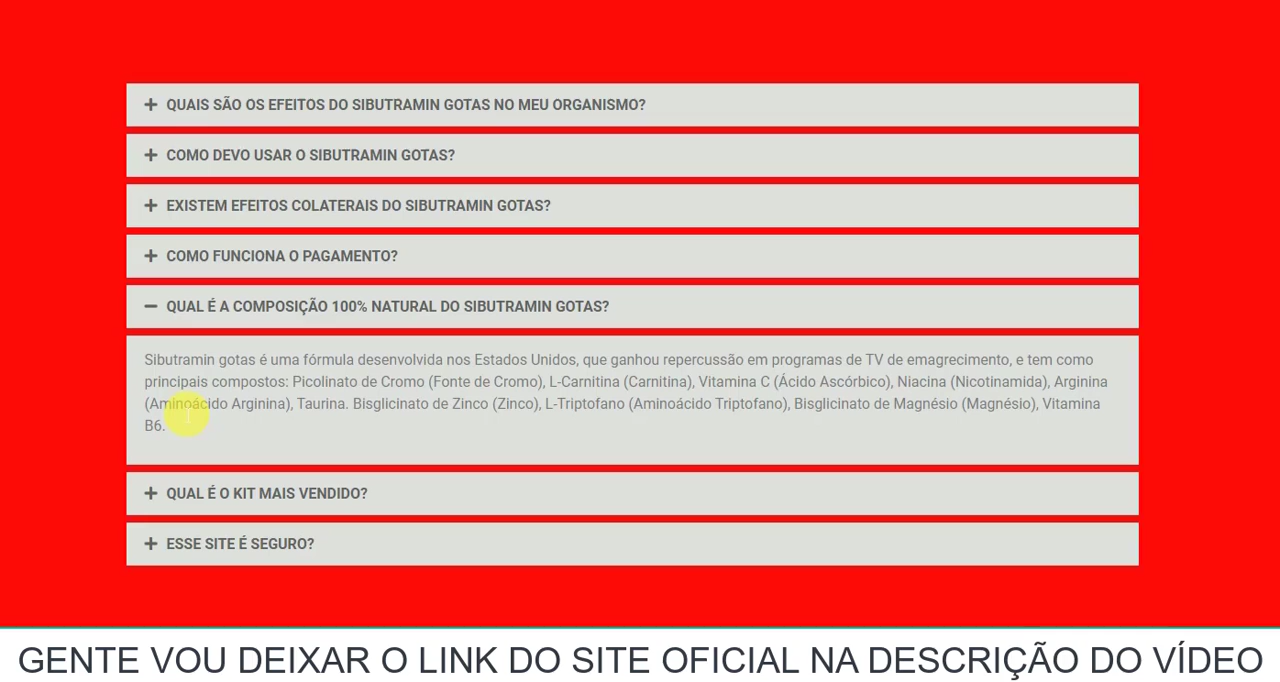 QUAIS SÃO OS EFEITOS DO SIBUTRAMIN GOTAS NO MEU ORGANISMO?
COMO DEVO USAR O SIBUTRAMIN GOTAS?
EXISTEM EFEITOS COLATERAIS DO SIBUTRAMIN GOTAS?
COMO FUNCIONA O PAGAMENTO?
QUAL É A COMPOSIÇÃO 100% NATURAL DO SIBUTRAMIN GOTAS?
Sibutramin gotas é uma fórmula desenvolvida nos Estados Unidos, que ganhou repercussão em programas de TV de emagrecimento, e tem como
principais compostos: Picolinato de Cromo (Fonte de Cromo), L-Carnitina (Carnitina), Vitamina C (Ácido Ascórbico), Niacina (Nicotinamida), Arginina
(Aminoácido Arginina), Taurina. Bisglicinato de Zinco (Zinco), L-Triptofano (Aminoácido Triptofano), Bisglicinato de Magnésio (Magnésio), Vitamina
B6.
QUAL É O KIT MAIS VENDIDO?
ESSE SITE É SEGURO?
GENTE VOU DEIXAR O LINK DO SITE OFICIAL NA DESCRIÇÃO DO VÍDEO